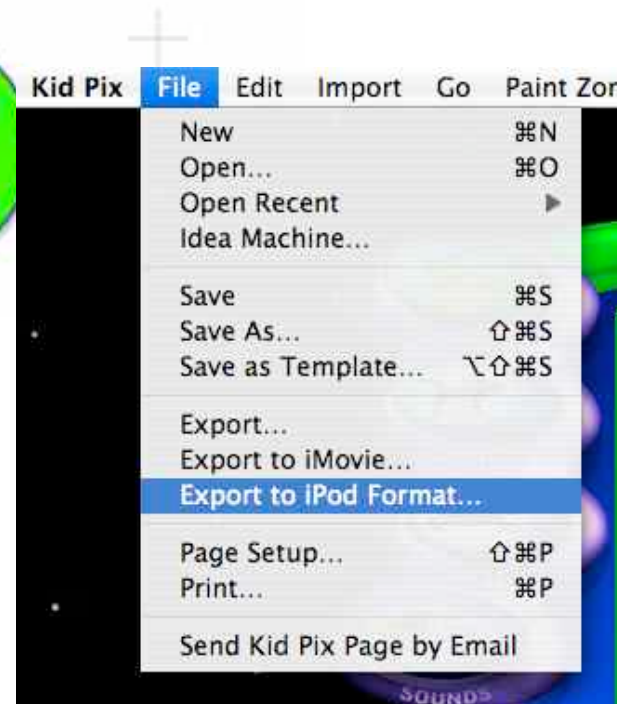 Kid Pix File Edit Import Go Paint Zor
New ⌘N
Open... ⌘O
Open Recent ▶
Idea Machine...
Save ⌘S
Save As... ⇧⌘S
Save as Template... ⌥⇧⌘S
Export...
Export to iMovie...
Export to iPod Format...
Page Setup... ⇧⌘P
Print... ⌘P
Send Kid Pix Page by Email
SOUNDS